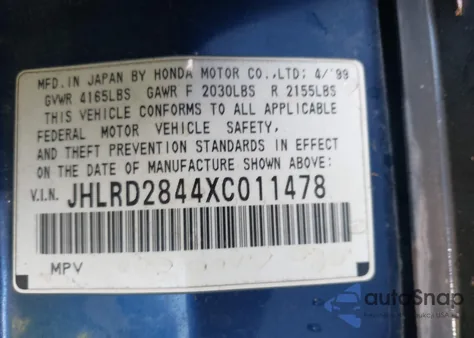 MFD. IN JAPAN BY HONDA MOTOR CO., LTD: 4/'99
GVWR 4165LBS GAWR F 2030LBS R 2155LBS
THIS VEHICLE CONFORMS TO ALL APPLICABLE
FEDERAL MOTOR VEHICLE SAFETY,
AND THEFT PREVENTION STANDARDS IN EFFECT
ON THE DATE OF MANUFACTURE SHOWN ABOVE:
V.I.N. JHLRD2844XC011478
MPV
autoSnap